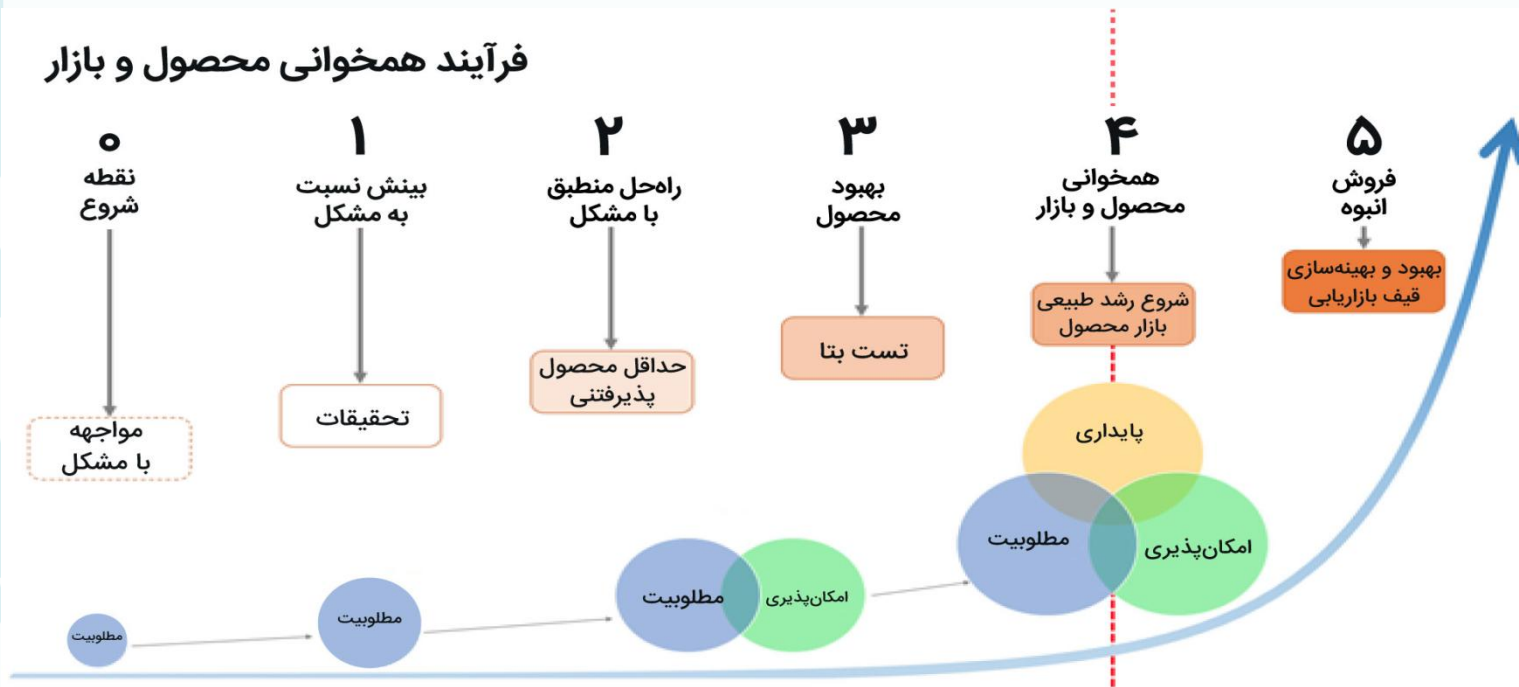 فرآیند همخوانی محصول و بازار
۰
نقطه
شروع
مواجهه
با مشکل
۱
بینش نسبت
به مشکل
تحقیقات
۲
راه‌حل منطبق
با مشکل
حداقل محصول
پذیرفتنی
۳
بهبود
محصول
تست بتا
۴
همخوانی
محصول و بازار
شروع رشد طبیعی
بازار محصول
۵
فروش
انبوه
بهبود و بهینه‌سازی
قیف بازاریابی
مطلوبیت
مطلوبیت
مطلوبیت
امکان‌پذیری
پایداری
مطلوبیت
امکان‌پذیری